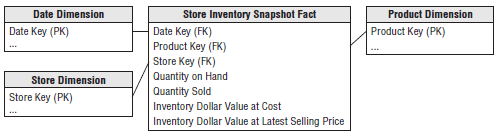 Date Dimension
Date Key (PK)
...
Store Dimension
Store Key (PK)
...
Store Inventory Snapshot Fact
Date Key (FK)
Product Key (FK)
Store Key (FK)
Quantity on Hand
Quantity Sold
Inventory Dollar Value at Cost
Inventory Dollar Value at Latest Selling Price
Product Dimension
Product Key (PK)
...